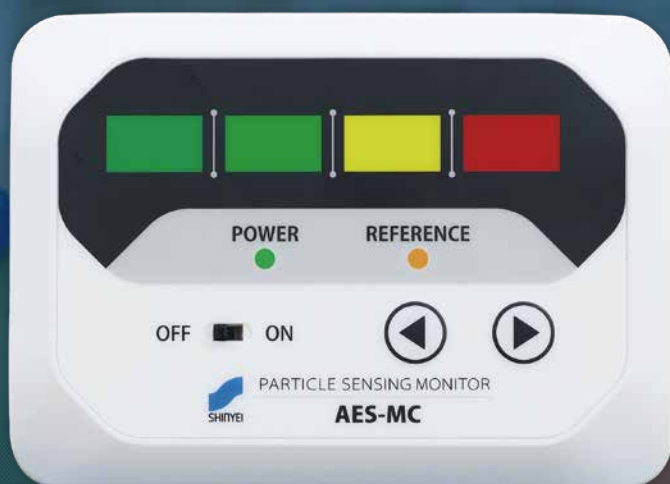 POWER REFERENCE
OFF ON
PARTICLE SENSING MONITOR
SHINYEI
AES-MC